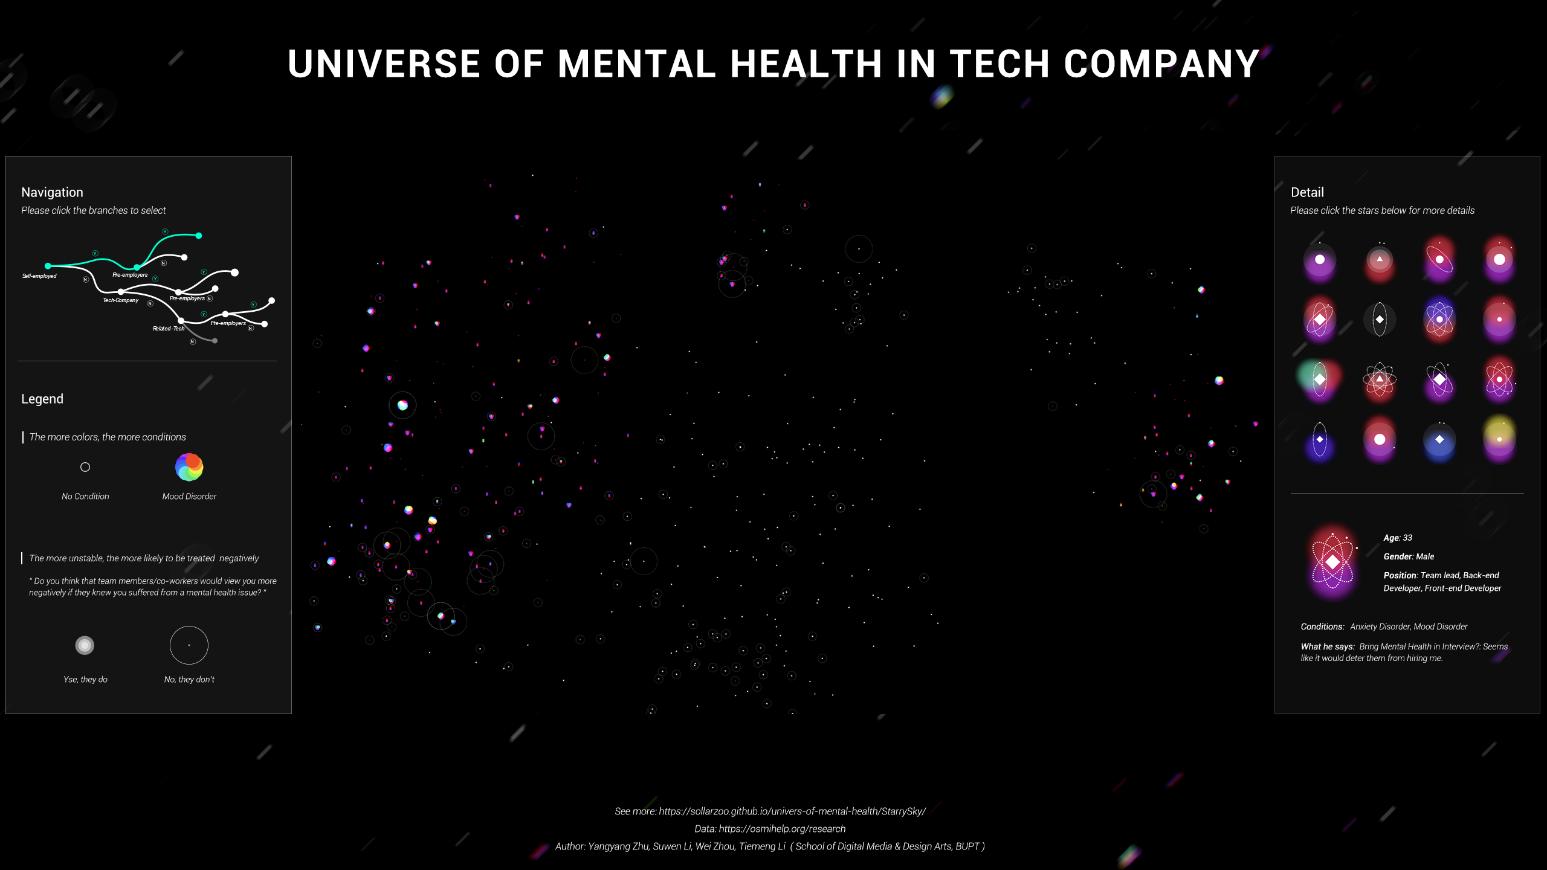 UNIVERSE OF MENTAL HEALTH IN TECH COMPANY
Navigation
Please click the branches to select
Self-employed
Pre-employers
Tech-Company
Pre-employers
Related-Tech
Pre-employers
Legend
The more colors, the more conditions
No Condition
Mood Disorder
The more unstable, the more likely to be treated negatively
" Do you think that team members/co-workers would view you more
negatively if they knew you suffered from a mental health issue? "
Yse, they do
No, they don't
Detail
Please click the stars below for more details
Age: 33
Gender: Male
Position: Team lead, Back-end
Developer, Front-end Developer
Conditions: Anxiety Disorder, Mood Disorder
What he says: Bring Mental Health in Interview?: Seems
like it would deter them from hiring me.
See more: https://sollarzoo.github.io/univers-of-mental-health/StarrySky/
Data: https://osmihelp.org/research
Author: Yangyang Zhu, Suwen Li, Wei Zhou, Tiemeng Li ( School of Digital Media & Design Arts, BUPT )